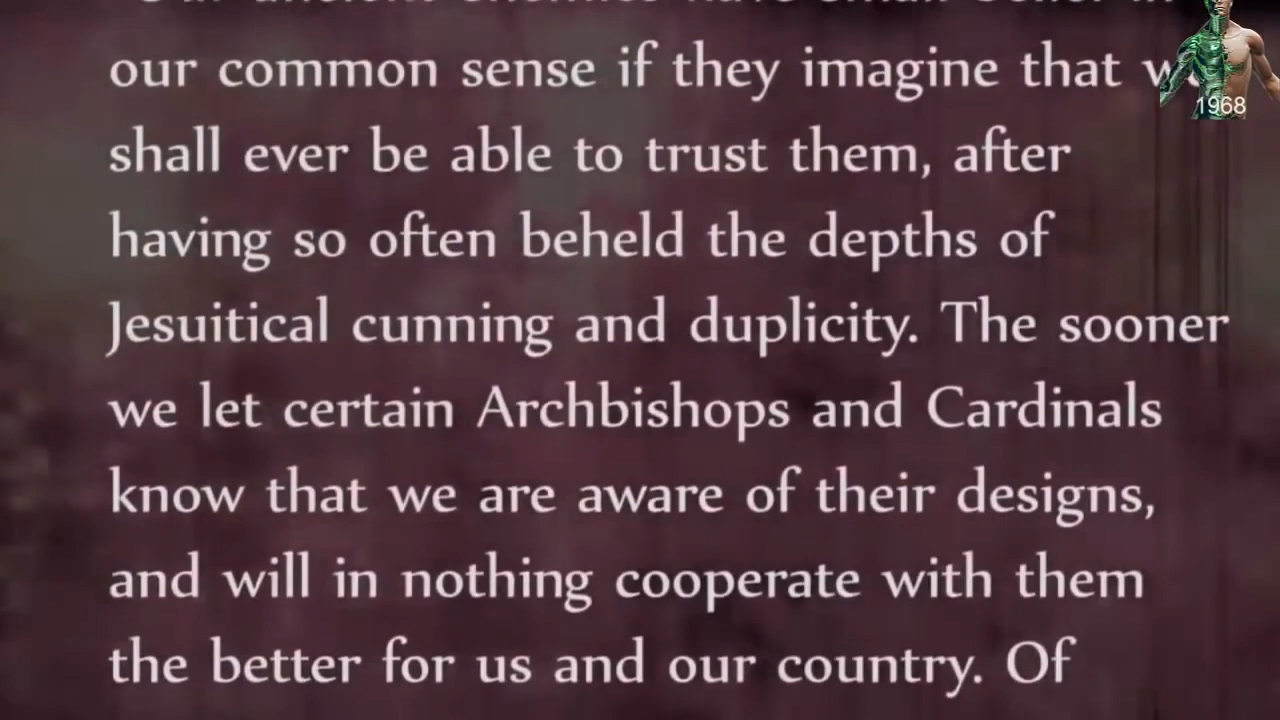 our common sense if they imagine that we
1968
shall ever be able to trust them, after
having so often beheld the depths of
Jesuitical cunning and duplicity. The sooner
we let certain Archbishops and Cardinals
know that we are aware of their designs,
and will in nothing cooperate with them
the better for us and our country. Of